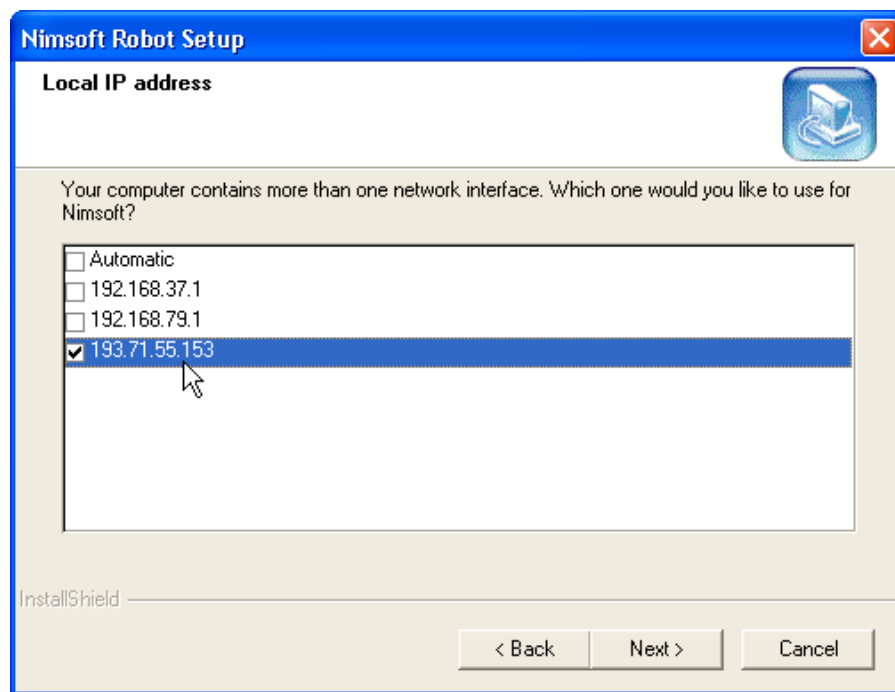 Nimsoft Robot Setup
Local IP address
Your computer contains more than one network interface. Which one would you like to use for
Nimsoft?
Automatic
192.168.37.1
192.168.79.1
193.71.55.153
InstallShield
< Back Next > Cancel